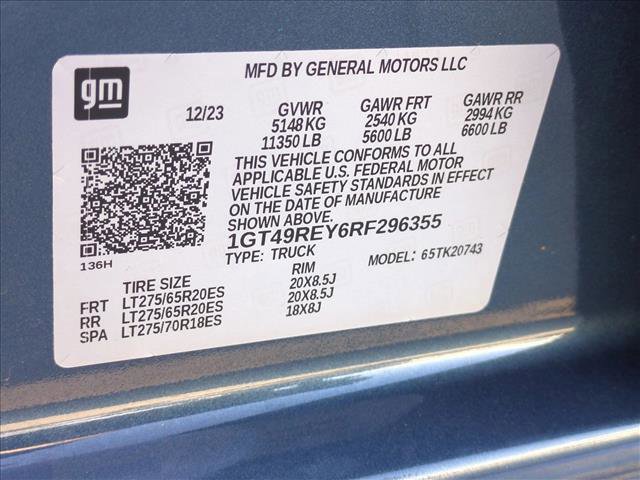 gm
MFD BY GENERAL MOTORS LLC
12/23 GVWR GAWR FRT GAWR RR
5148 KG 2540 KG 2994 KG
11350 LB 5600 LB 6600 LB
THIS VEHICLE CONFORMS TO ALL
APPLICABLE U.S. FEDERAL MOTOR
VEHICLE SAFETY STANDARDS IN EFFECT
ON THE DATE OF MANUFACTURE
SHOWN ABOVE.
1GT49REY6RF296355
136H TYPE: TRUCK MODEL: 65TK20743
TIRE SIZE RIM
FRT LT275/65R20ES 20X8.5J
RR LT275/65R20ES 20X8.5J
SPA LT275/70R18ES 18X8J